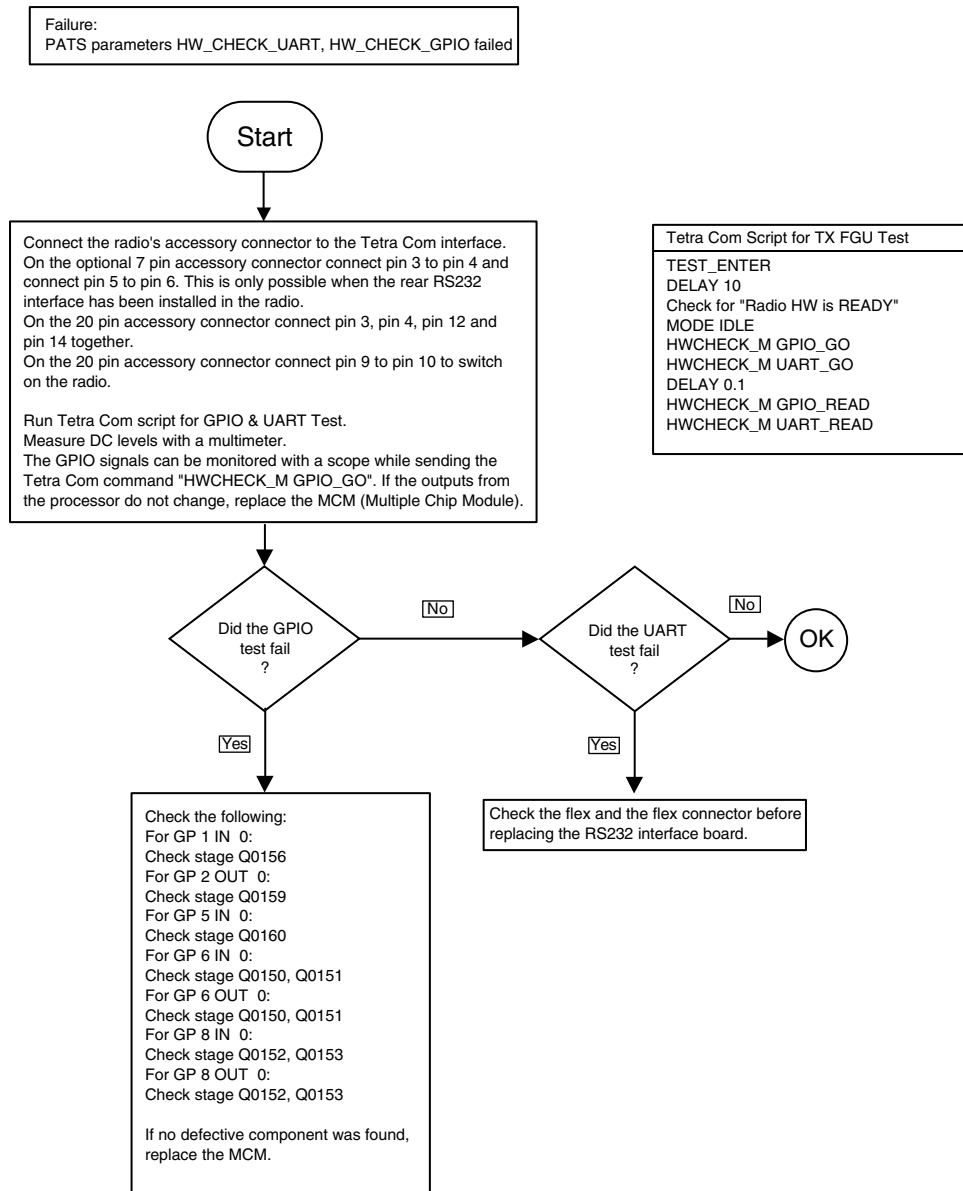 Failure:
PATS parameters HW_CHECK_UART, HW_CHECK_GPIO failed
Start
Connect the radio's accessory connector to the Tetra Com interface.
On the optional 7 pin accessory connector connect pin 3 to pin 4 and
connect pin 5 to pin 6. This is only possible when the rear RS232
interface has been installed in the radio.
On the 20 pin accessory connector connect pin 3, pin 4, pin 12 and
pin 14 together.
On the 20 pin accessory connector connect pin 9 to pin 10 to switch
on the radio.
Run Tetra Com script for GPIO & UART Test.
Measure DC levels with a multimeter.
The GPIO signals can be monitored with a scope while sending the
Tetra Com command "HWCHECK_M GPIO_GO". If the outputs from
the processor do not change, replace the MCM (Multiple Chip Module).
Tetra Com Script for TX FGU Test
TEST_ENTER
DELAY 10
Check for "Radio HW is READY"
MODE IDLE
HWCHECK_M GPIO_GO
HWCHECK_M UART_GO
DELAY 0.1
HWCHECK_M GPIO_READ
HWCHECK_M UART_READ
Did the GPIO
test fail
?
No
Did the UART
test fail
?
No
OK
Yes
Yes
Check the following:
For GP 1 IN 0:
Check stage Q0156
For GP 2 OUT 0:
Check stage Q0159
For GP 5 IN 0:
Check stage Q0160
For GP 6 IN 0:
Check stage Q0150, Q0151
For GP 6 OUT 0:
Check stage Q0150, Q0151
For GP 8 IN 0:
Check stage Q0152, Q0153
For GP 8 OUT 0:
Check stage Q0152, Q0153
If no defective component was found,
replace the MCM.
Check the flex and the flex connector before
replacing the RS232 interface board.